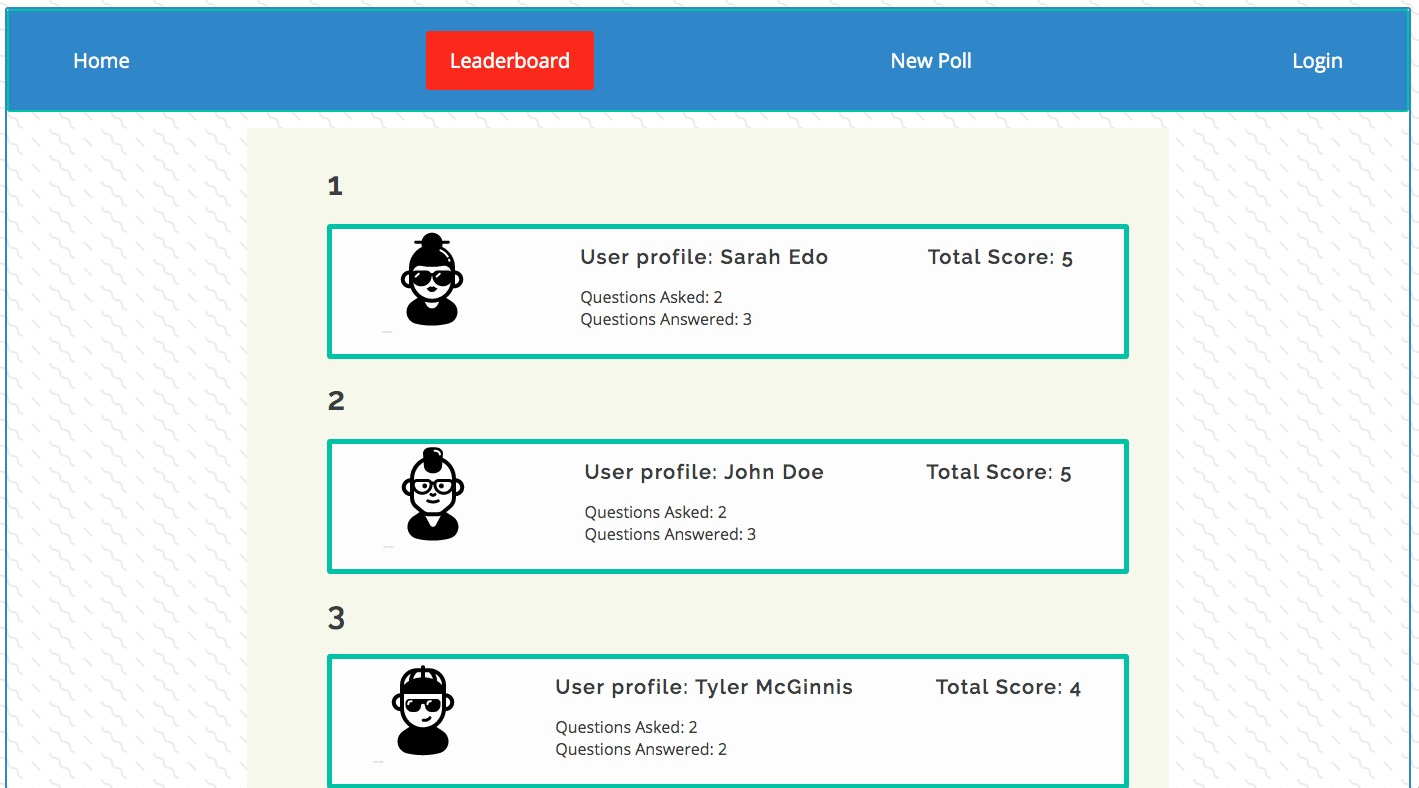 Home Leaderboard New Poll Login
1
User profile: Sarah Edo Total Score: 5
Questions Asked: 2
Questions Answered: 3
2
User profile: John Doe Total Score: 5
Questions Asked: 2
Questions Answered: 3
3
User profile: Tyler McGinnis Total Score: 4
Questions Asked: 2
Questions Answered: 2